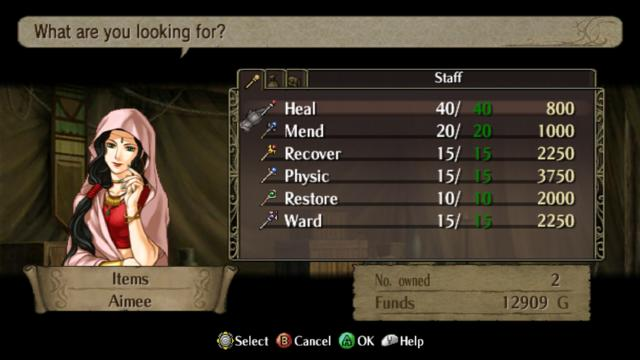 What are you looking for?
Staff
Heal 40/ 40 800
Mend 20/ 20 1000
Recover 15/ 15 2250
Physic 15/ 15 3750
Restore 10/ 10 2000
Ward 15/ 15 2250
Items
Aimee
No. owned 2
Funds 12909 G
Select B Cancel A OK Help